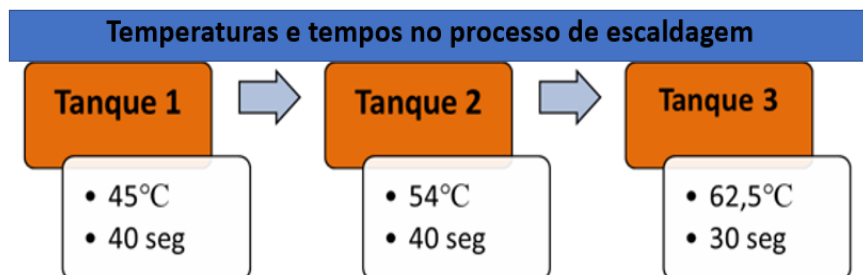 Temperaturas e tempos no processo de escaldagem
Tanque 1
• 45°C
• 40 seg
Tanque 2
• 54°C
• 40 seg
Tanque 3
• 62,5°C
• 30 seg